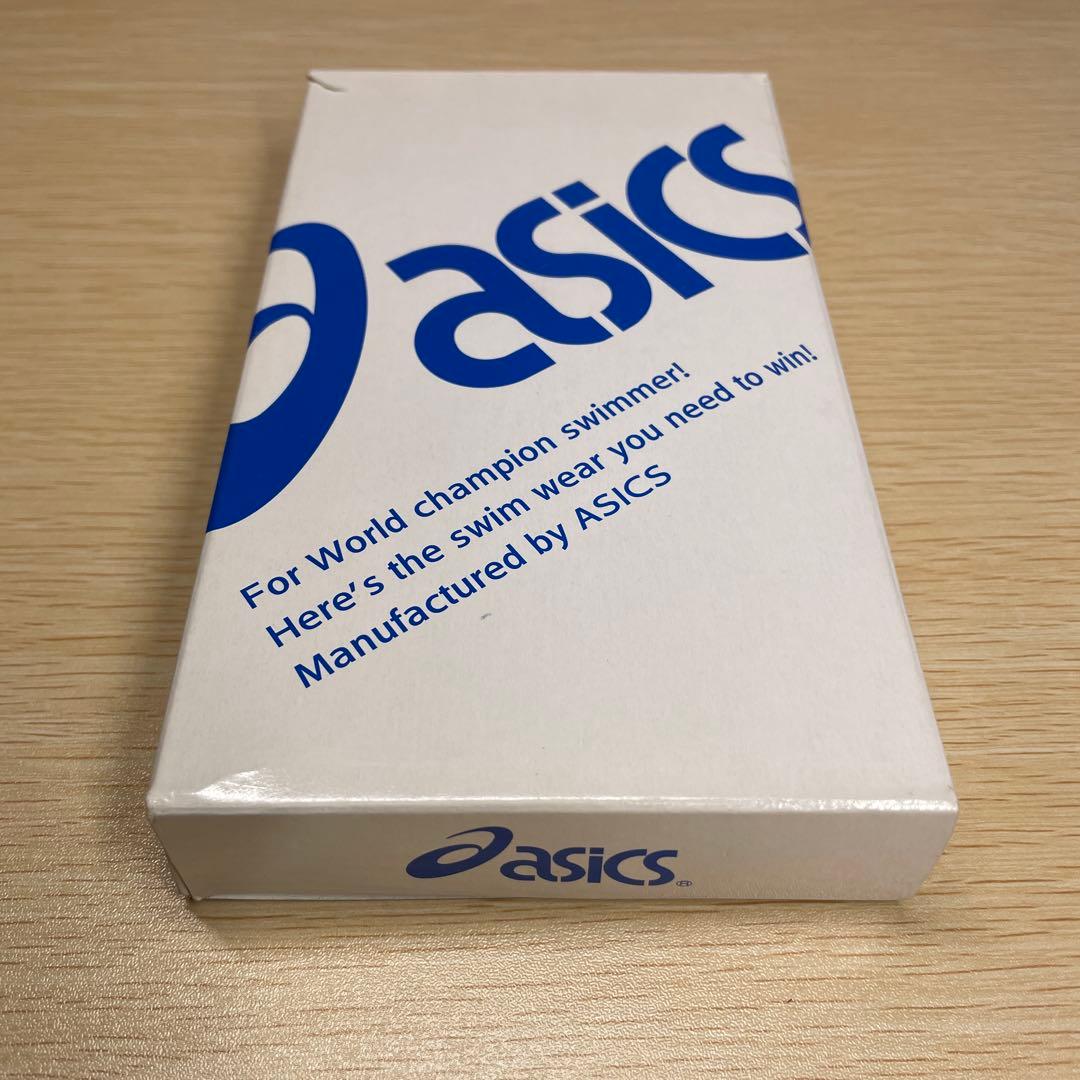 asics
For World champion swimmer!
Here's the swim wear you need to win!
Manufactured by ASICS
asics®